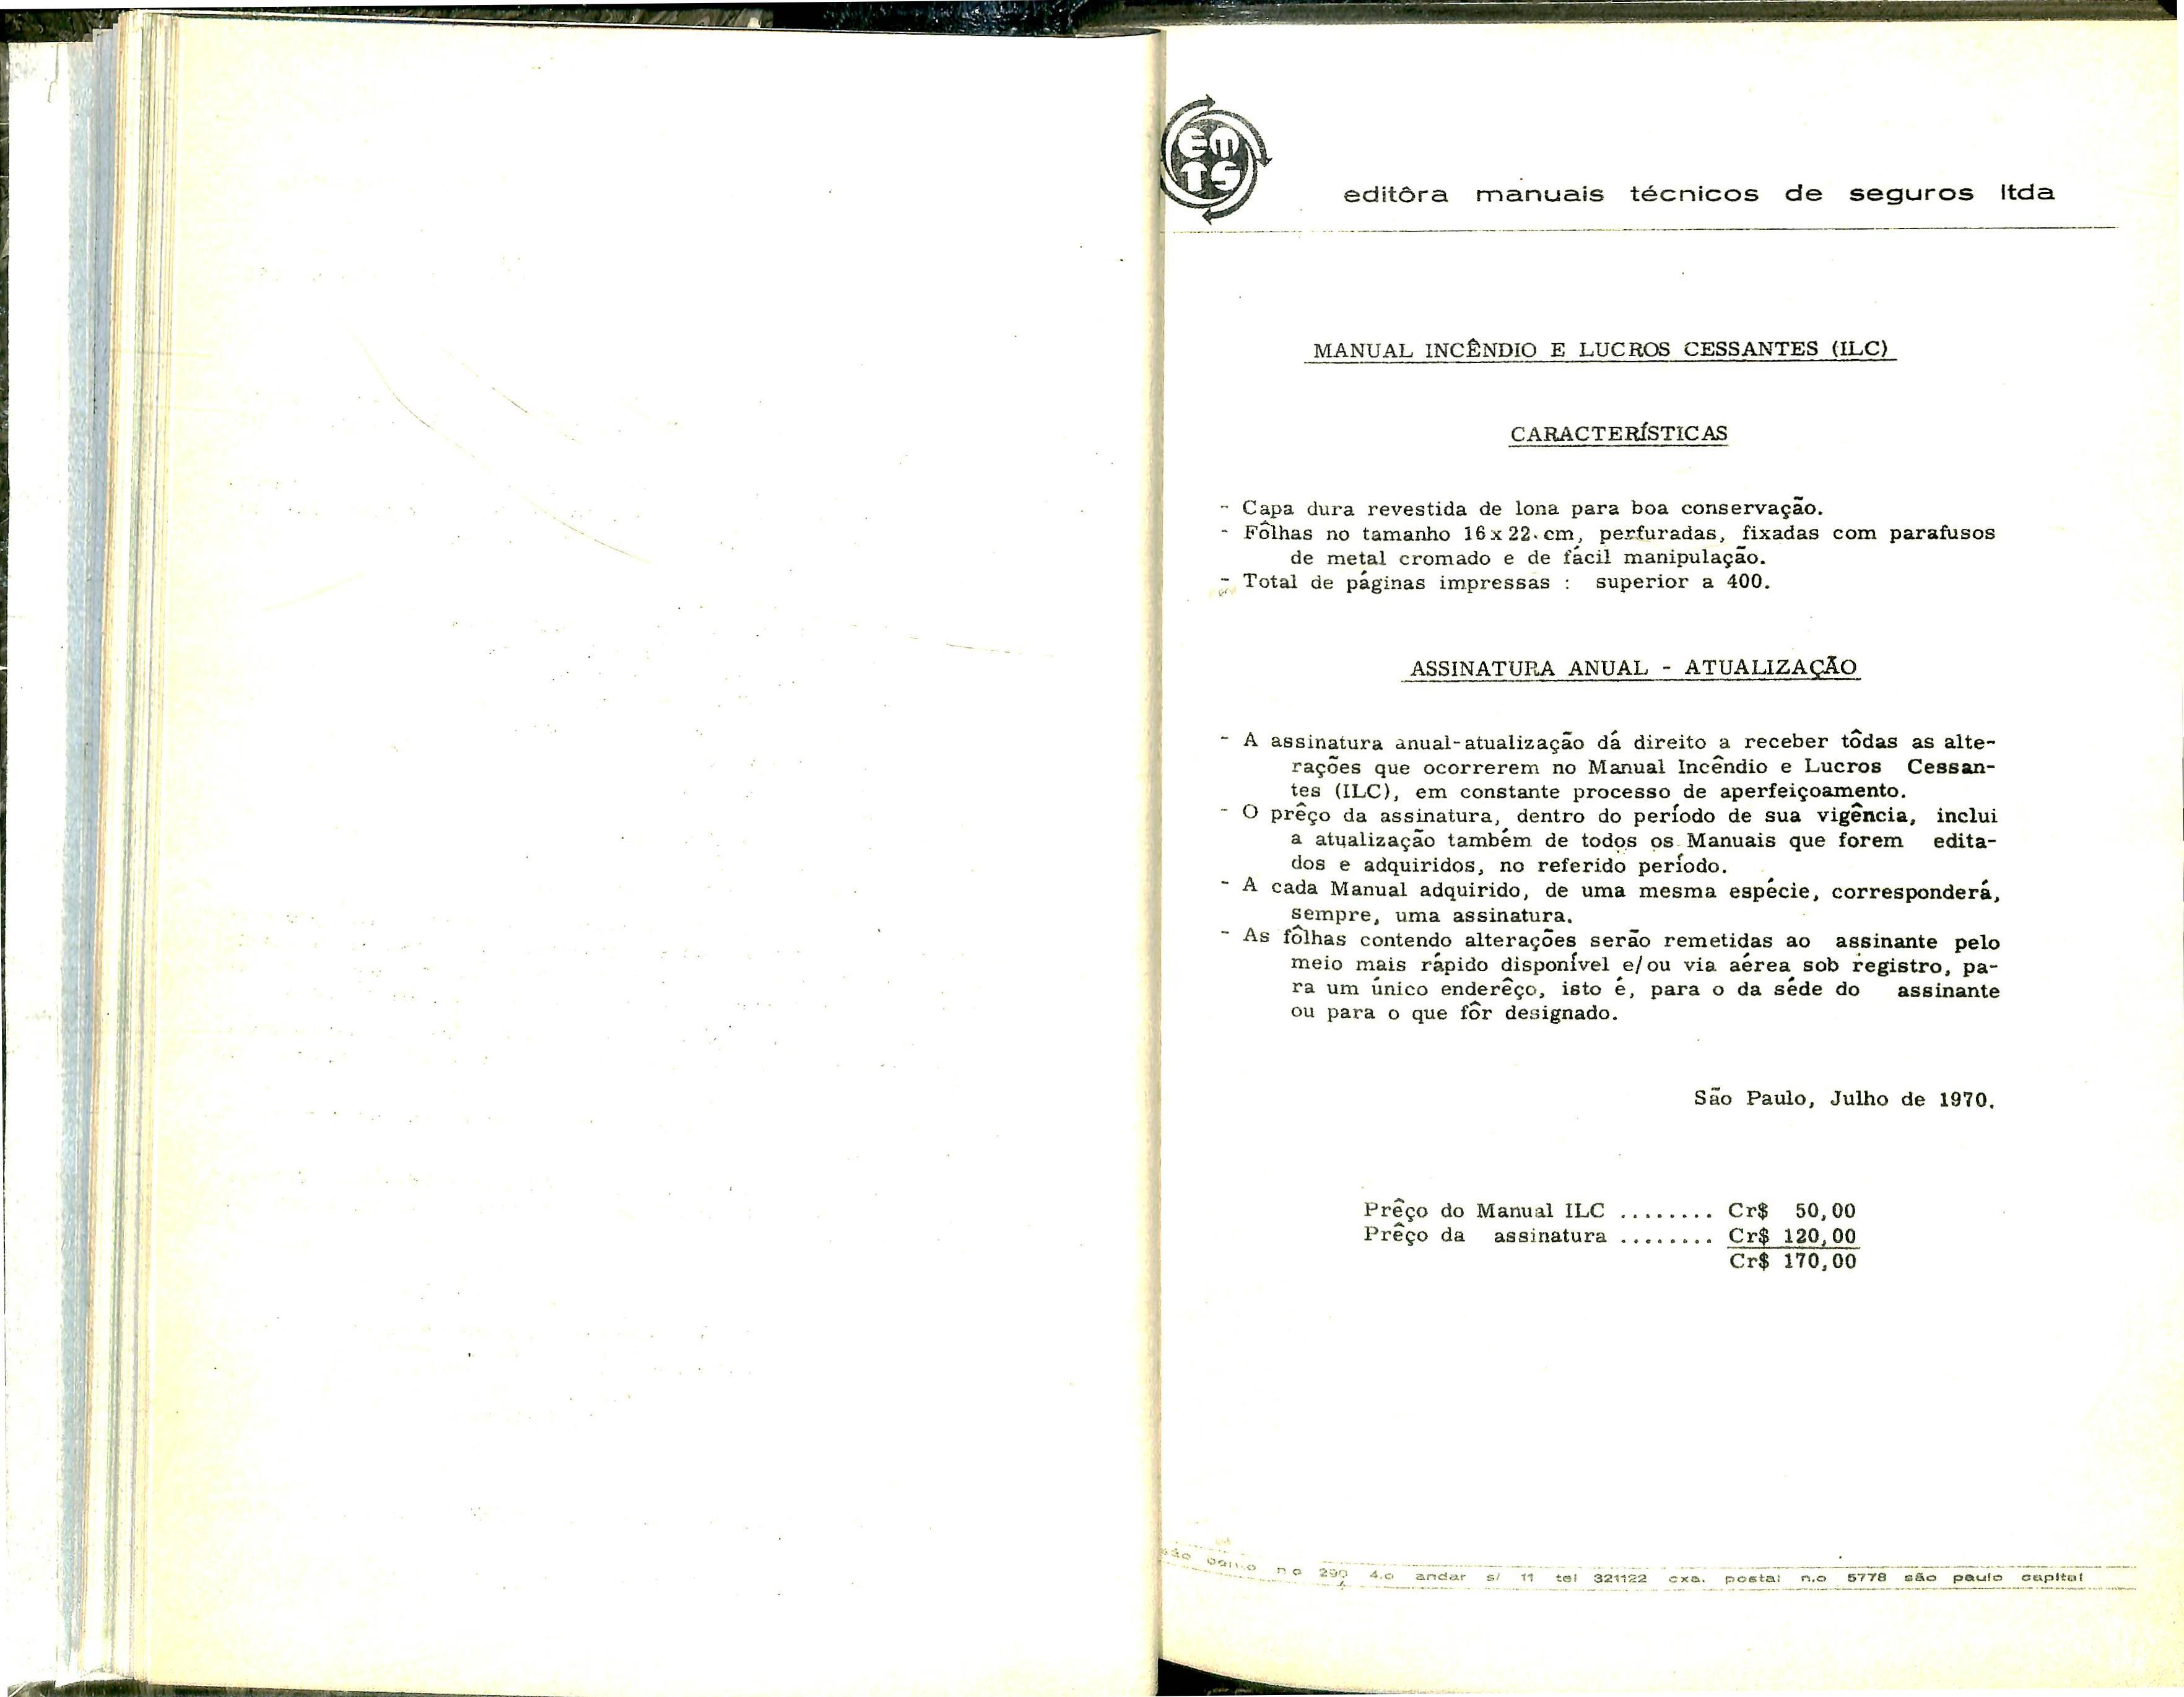 EM
TS
editôra manuais técnicos de seguros ltda
MANUAL INCÊNDIO E LUCROS CESSANTES (ILC)
CARACTERÍSTICAS
- Capa dura revestida de lona para boa conservação.
- Fôlhas no tamanho 16 x 22 cm, perfuradas, fixadas com parafusos
de metal cromado e de fácil manipulação.
- Total de páginas impressas : superior a 400.
ASSINATURA ANUAL - ATUALIZAÇÃO
- A assinatura anual-atualização dá direito a receber tôdas as alte-
rações que ocorrerem no Manual Incêndio e Lucros Cessan-
tes (ILC), em constante processo de aperfeiçoamento.
- O prêço da assinatura, dentro do período de sua vigência, inclui
a atualização também de todos os Manuais que forem edita-
dos e adquiridos, no referido período.
- A cada Manual adquirido, de uma mesma espécie, corresponderá,
sempre, uma assinatura.
- As fôlhas contendo alterações serão remetidas ao assinante pelo
meio mais rápido disponível e/ou via aérea sob registro, pa-
ra um único enderêço, isto é, para o da séde do assinante
ou para o que fôr designado.
São Paulo, Julho de 1970.
Prêço do Manual ILC ........ Cr$ 50,00
Prêço da assinatura ........ Cr$ 120,00
Cr$ 170,00
são n.o 290 4.o andar s/ 11 tel 321122 cxa. postal n.o 5778 são paulo capital